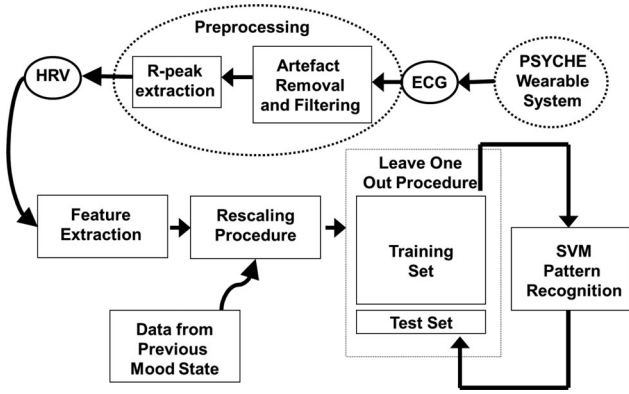 Preprocessing
HRV
R-peak
extraction
Artefact
Removal
and Filtering
ECG
PSYCHE
Wearable
System
Feature
Extraction
Rescaling
Procedure
Leave One
Out Procedure
Training
Set
Test Set
SVM
Pattern
Recognition
Data from
Previous
Mood State